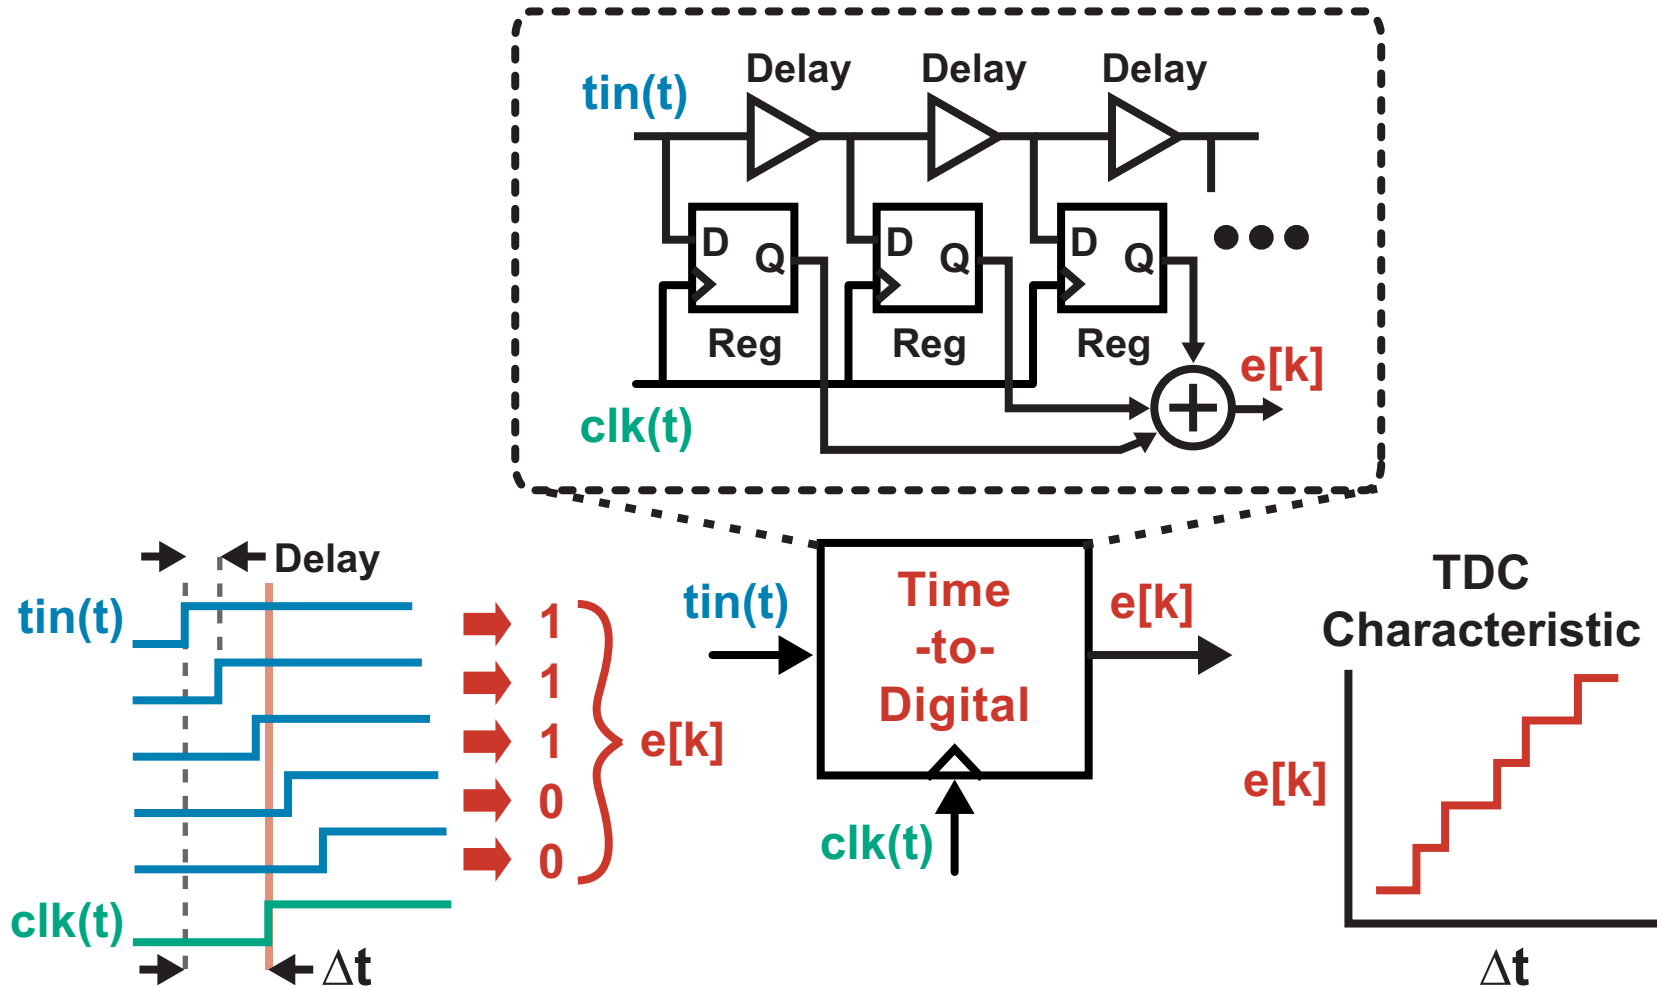 Delay Delay Delay
tin(t)
D Q D Q D Q
Reg Reg Reg
e[k]
clk(t)
Delay
tin(t)
1
1
1
0
0
e[k]
clk(t)
Δt
tin(t)
Time
-to-
Digital
e[k]
clk(t)
TDC
Characteristic
e[k]
Δt